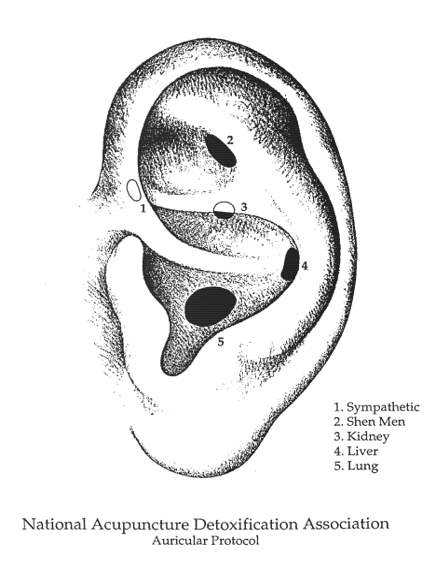 2
1
3
4
5
1. Sympathetic
2. Shen Men
3. Kidney
4. Liver
5. Lung
National Acupuncture Detoxification Association
Auricular Protocol